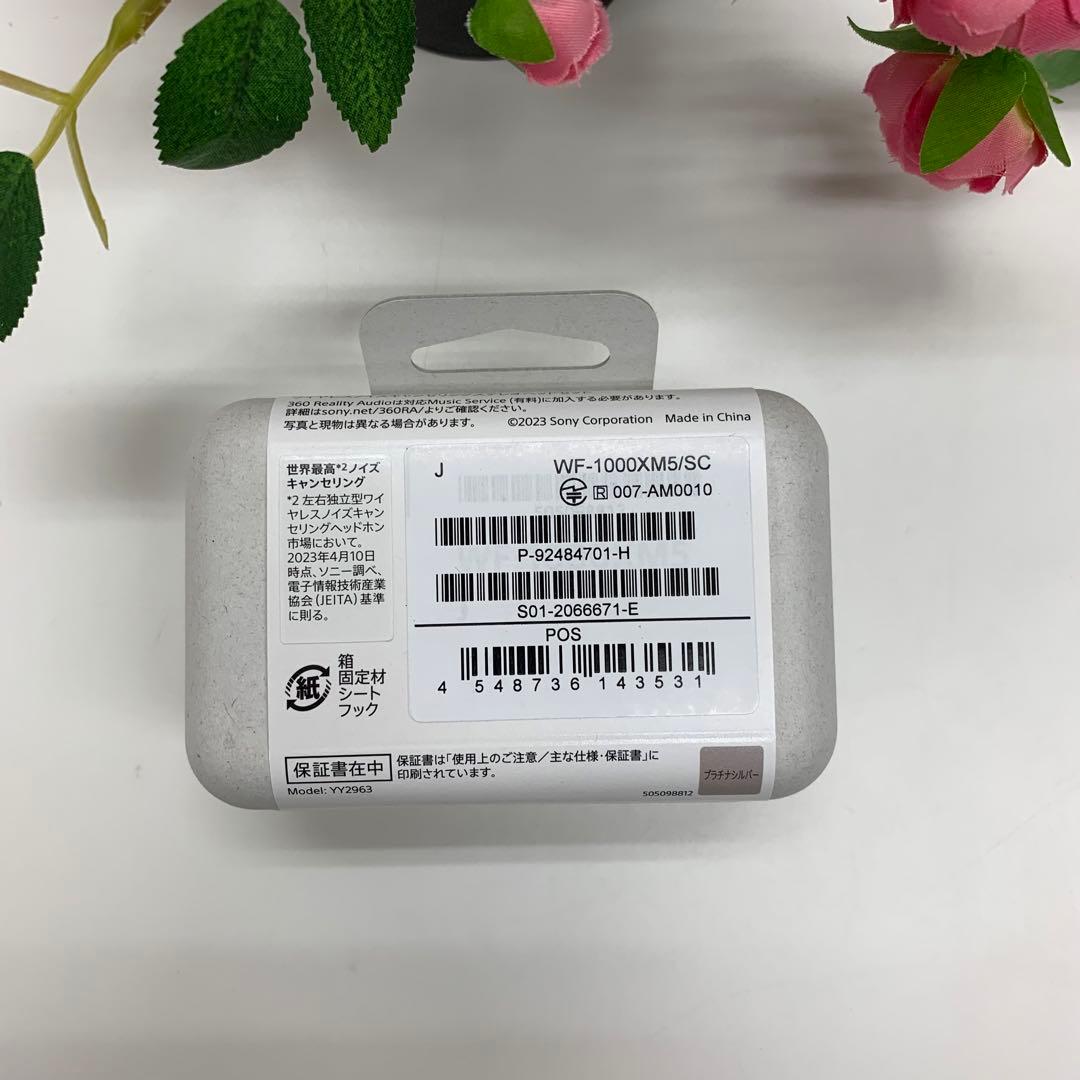 360 Reality Audioは対応Music Service (有料)に加入する必要があります。
詳細はsony.net/360RA/よりご確認ください。
写真と現物は異なる場合があります。 ©2023 Sony Corporation Made in China
世界最高*2ノイズ
キャンセリング
*2 左右独立型ワイ
ヤレスノイズキャン
セリングヘッドホン
市場において。
2023年4月10日
時点、ソニー調べ、
電子情報技術産業
協会(JEITA)基準
に則る。
紙
箱
固定材
シート
フック
J WF-1000XM5/SC
R 007-AM0010
P-92484701-H
S01-2066671-E
POS
4 548736 143531
保証書在中
保証書は「使用上のご注意／主な仕様・保証書」に
印刷されています。
Model: YY2963
505098812
プラチナシルバー